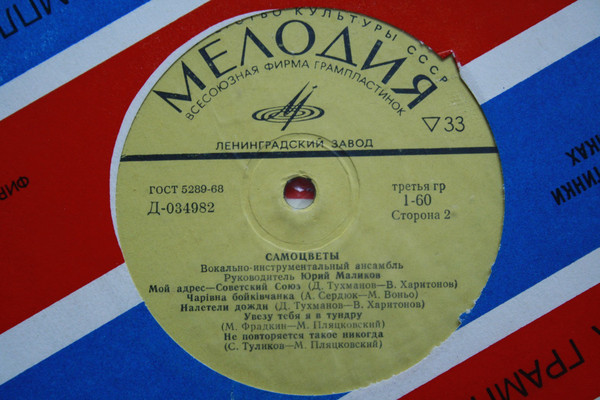 КУЛЬТУРЫ СССР
МЕЛОДИЯ
ВСЕСОЮЗНАЯ ФИРМА ГРАМПЛАСТИНОК
▽33
ЛЕНИНГРАДСКИЙ ЗАВОД
ГОСТ 5289-68
третья гр
Д-034982
1-60
Сторона 2
САМОЦВЕТЫ
Вокально-инструментальный ансамбль
Руководитель Юрий Маликов
Мой адрес—Советский Союз (Д. Тухманов—В. Харитонов)
Чарівна бойківчанка (А. Сердюк—М. Воньо)
Налетели дожди (Д. Тухманов—В. Харитонов)
Увезу тебя я в тундру
(М. Фрадкин—М. Пляцковский)
Не повторяется такое никогда
(С. Туликов—М. Пляцковский)